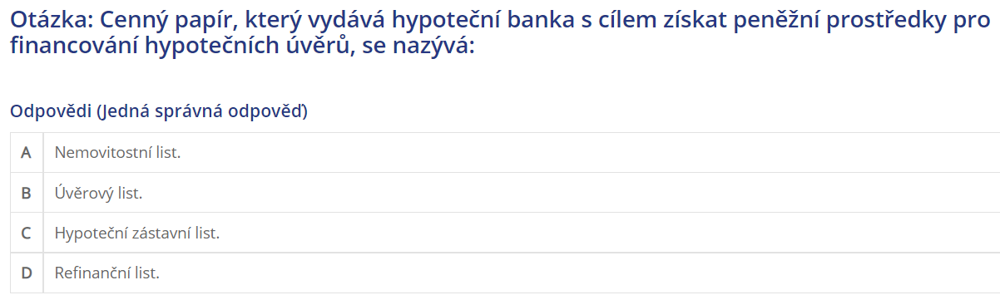 Otázka: Cenný papír, který vydává hypoteční banka s cílem získat peněžní prostředky pro
financování hypotečních úvěrů, se nazývá:
Odpovědi (Jedná správná odpověď)
A Nemovitostní list.
B Úvěrový list.
C Hypoteční zástavní list.
D Refinanční list.